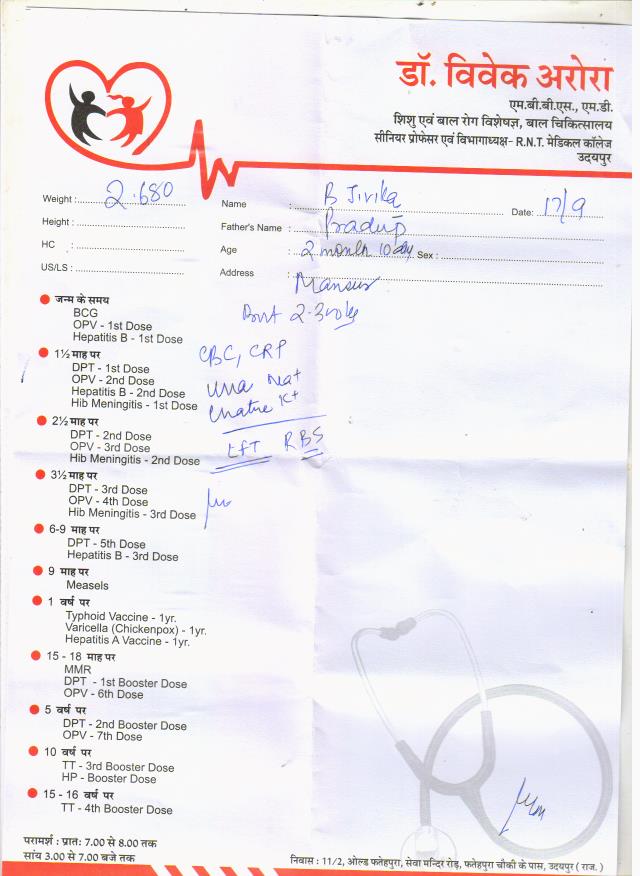 डॉ. विवेक अरोरा
एम.बी.बी.एस., एम.डी.
शिशु एवं बाल रोग विशेषज्ञ, बाल चिकित्सालय
सीनियर प्रोफेसर एवं विभागाध्यक्ष- R.N.T. मेडिकल कॉलेज
उदयपुर
Weight : 2.680
Name : B Jivika
Date: 17/9
Height :
Father's Name :
HC :
Age : 2 month 10 day Sex :
US/LS :
Address :
जन्म के समय
BCG
OPV - 1st Dose
Hepatitis B - 1st Dose
1½ माह पर
DPT - 1st Dose
OPV - 2nd Dose
Hepatitis B - 2nd Dose
Hib Meningitis - 1st Dose
CBC, CRP
Urea Na+
K+
2½ माह पर
DPT - 2nd Dose
OPV - 3rd Dose
Hib Meningitis - 2nd Dose
LFT RBS
3½ माह पर
DPT - 3rd Dose
OPV - 4th Dose
Hib Meningitis - 3rd Dose
6-9 माह पर
DPT - 5th Dose
Hepatitis B - 3rd Dose
9 माह पर
Measels
1 वर्ष पर
Typhoid Vaccine - 1yr.
Varicella (Chickenpox) - 1yr.
Hepatitis A Vaccine - 1yr.
15 - 18 माह पर
MMR
DPT - 1st Booster Dose
OPV - 6th Dose
5 वर्ष पर
DPT - 2nd Booster Dose
OPV - 7th Dose
10 वर्ष पर
TT - 3rd Booster Dose
HP - Booster Dose
15 - 16 वर्ष पर
TT - 4th Booster Dose
परामर्श : प्रातः 7.00 से 8.00 तक
सांय 3.00 से 7.00 बजे तक
निवास : 11/2, ओल्ड फतेहपुरा, सेवा मन्दिर रोड़, फतेहपुरा चौकी के पास, उदयपुर ( राज. )